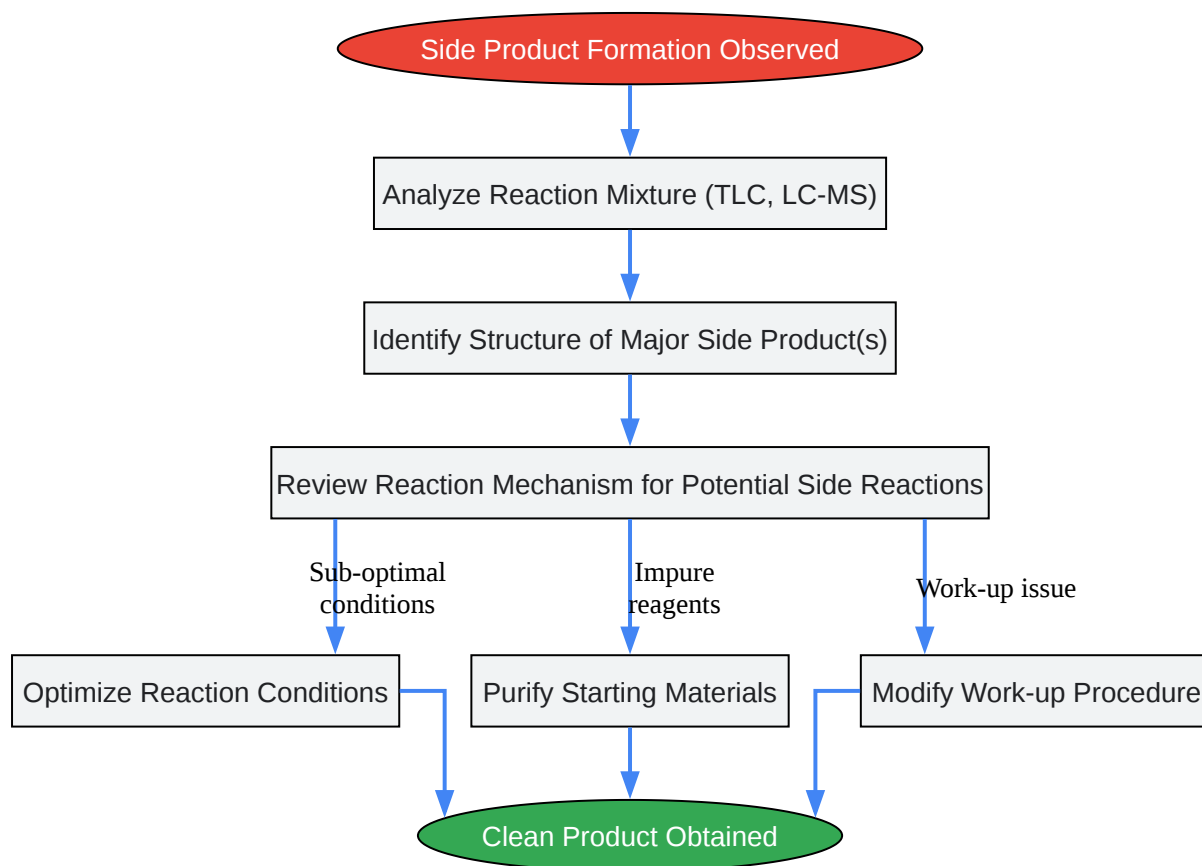 Side Product Formation Observed
Analyze Reaction Mixture (TLC, LC-MS)
Identify Structure of Major Side Product(s)
Review Reaction Mechanism for Potential Side Reactions
Sub-optimal
conditions
Impure
reagents
Work-up issue
Optimize Reaction Conditions
Purify Starting Materials
Modify Work-up Procedure
Clean Product Obtained